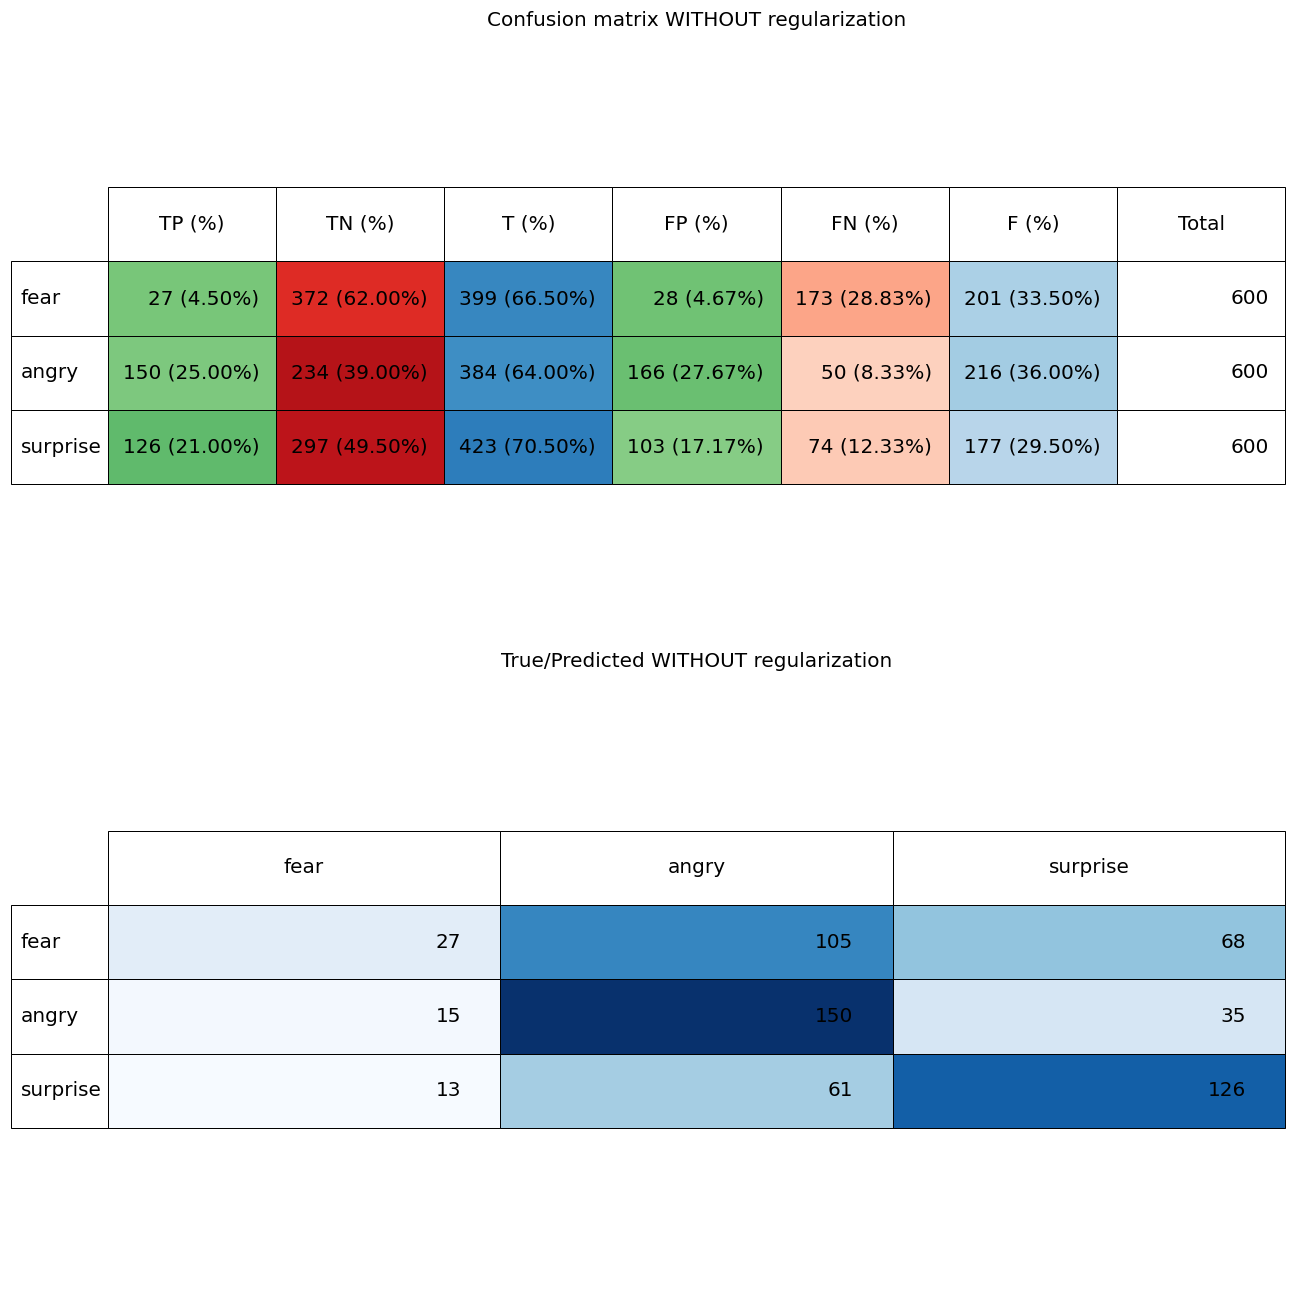 Confusion matrix WITHOUT regularization
TP (%) TN (%) T (%) FP (%) FN (%) F (%) Total
fear 27 (4.50%) 372 (62.00%) 399 (66.50%) 28 (4.67%) 173 (28.83%) 201 (33.50%) 600
angry 150 (25.00%) 234 (39.00%) 384 (64.00%) 166 (27.67%) 50 (8.33%) 216 (36.00%) 600
surprise 126 (21.00%) 297 (49.50%) 423 (70.50%) 103 (17.17%) 74 (12.33%) 177 (29.50%) 600
True/Predicted WITHOUT regularization
fear angry surprise
fear 27 105 68
angry 15 150 35
surprise 13 61 126